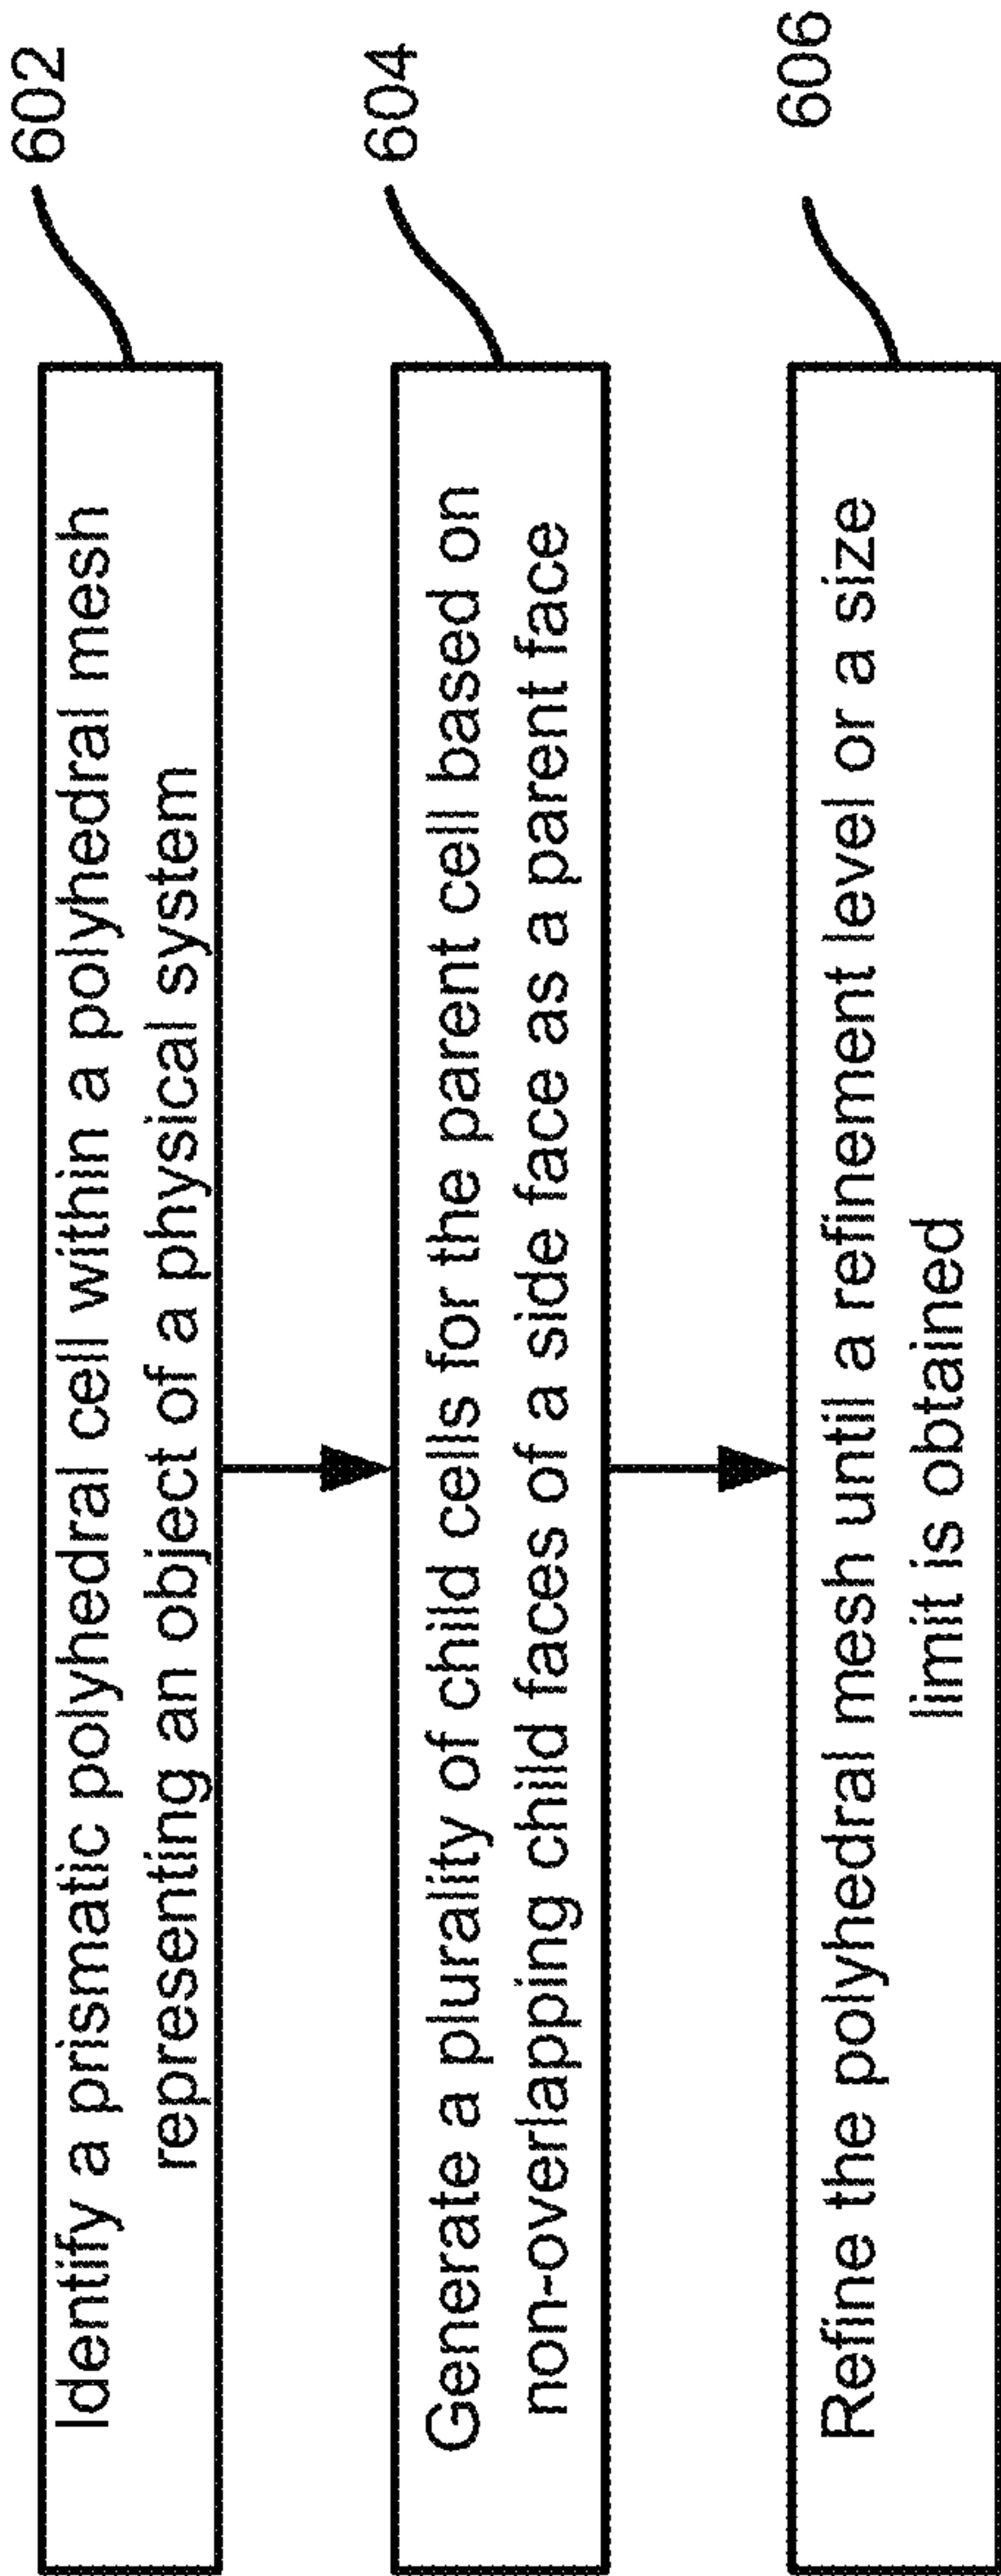 602
Identify a prismatic polyhedral cell within a polyhedral mesh
representing an object of a physical system
604
Generate a plurality of child cells for the parent cell based on
non-overlapping child faces of a side face as a parent face
606
Refine the polyhedral mesh until a refinement level or a size
limit is obtained